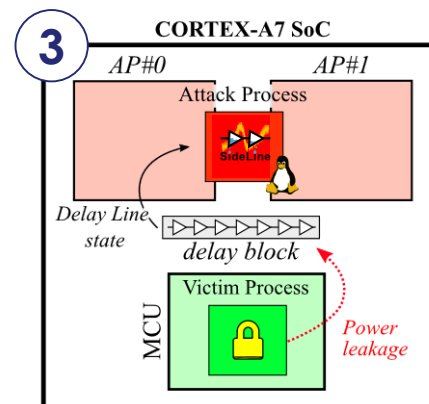 3
CORTEX-A7 SoC
AP#0
AP#1
Attack Process
SideLine
Delay Line
state
delay block
Victim Process
MCU
Power
leakage